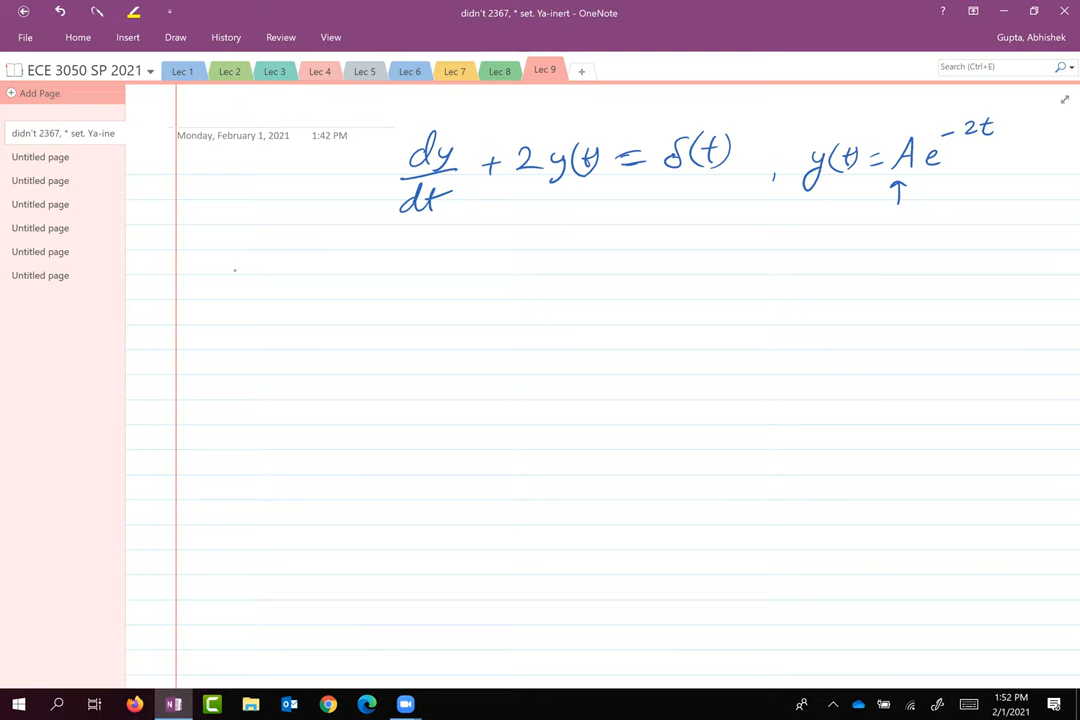 didn't 2367, * set. Ya-inert - OneNote
?
File Home Insert Draw History Review View
Gupta, Abhishek
ECE 3050 SP 2021
Lec 1 Lec 2 Lec 3 Lec 4 Lec 5 Lec 6 Lec 7 Lec 8 Lec 9 +
Search (Ctrl+E)
Add Page
didn't 2367, * set. Ya-ine
Untitled page
Untitled page
Untitled page
Untitled page
Untitled page
Untitled page
Monday, February 1, 2021 1:42 PM
dy/dt + 2y(t) = δ(t) , y(t) = A e^{-2t}
↑
1:52 PM
2/1/2021